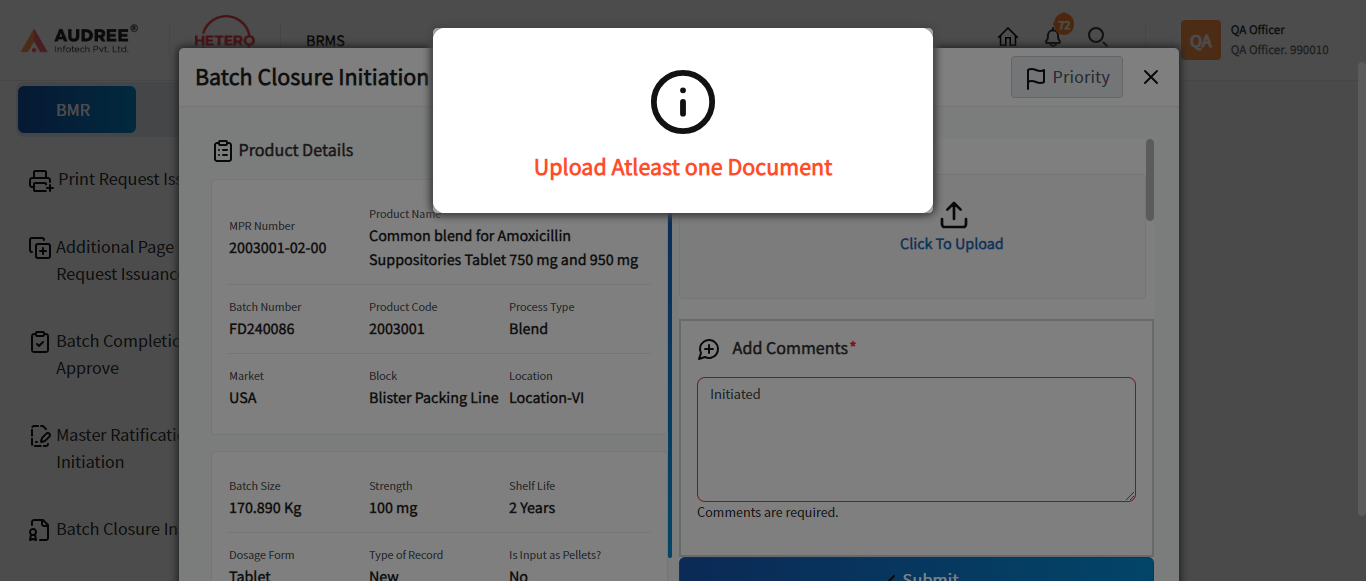 AUDREE®
Infotech Pvt. Ltd.
HETERO
BRMS
72
QA
QA Officer
QA Officer. 990010
BMR
Print Request Is
Additional Page
Request Issuanc
Batch Completio
Approve
Master Ratificati
Initiation
Batch Closure In
Batch Closure Initiation
Priority
Upload Atleast one Document
Product Details
MPR Number
2003001-02-00
Product Name
Common blend for Amoxicillin
Suppositories Tablet 750 mg and 950 mg
Batch Number
FD240086
Product Code
2003001
Process Type
Blend
Market
USA
Block
Blister Packing Line
Location
Location-VI
Batch Size
170.890 Kg
Strength
100 mg
Shelf Life
2 Years
Dosage Form
Tablet
Type of Record
New
Is Input as Pellets?
No
Click To Upload
Add Comments*
Initiated
Comments are required.
Submit